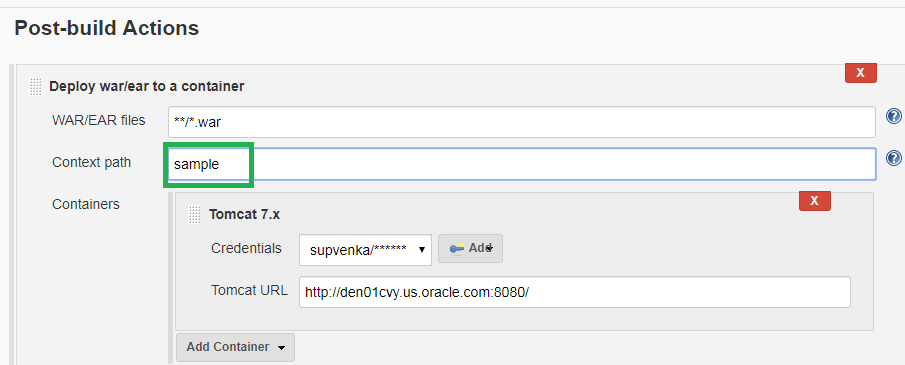 Post-build Actions
X
Deploy war/ear to a container
WAR/EAR files **/*.war ?
Context path sample ?
Containers
X
Tomcat 7.x
Credentials supvenka/****** Add
Tomcat URL http://den01cvy.us.oracle.com:8080/
Add Container